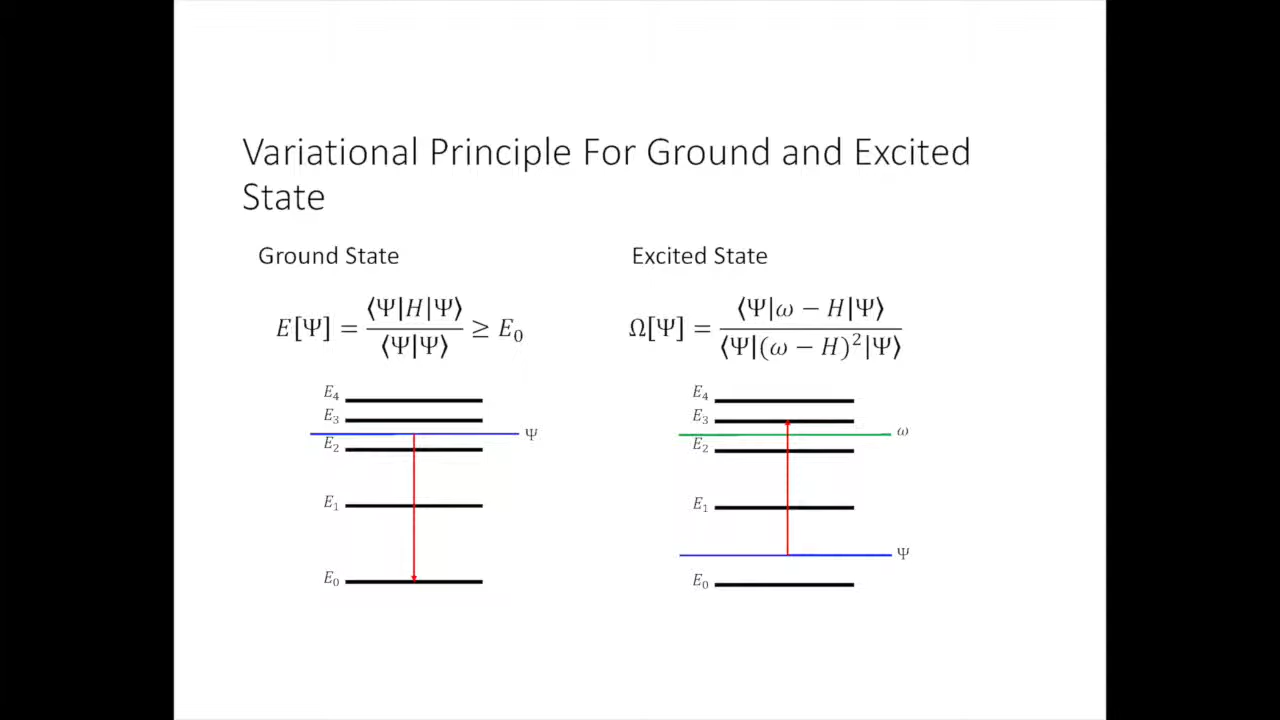 Variational Principle For Ground and Excited
State
Ground State
E[Ψ] = ⟨Ψ|H|Ψ⟩ / ⟨Ψ|Ψ⟩ ≥ E₀
E₄
E₃
Ψ
E₂
E₁
E₀
Excited State
Ω[Ψ] = ⟨Ψ|ω − H|Ψ⟩ / ⟨Ψ|(ω − H)²|Ψ⟩
E₄
E₃
ω
E₂
E₁
Ψ
E₀